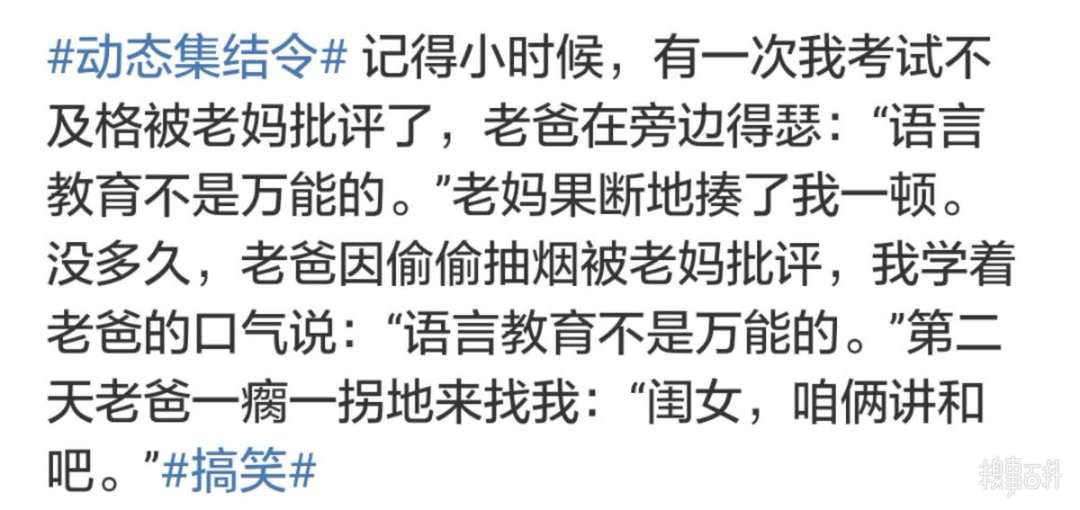 #动态集结令# 记得小时候，有一次我考试不
及格被老妈批评了，老爸在旁边得瑟：“语言
教育不是万能的。”老妈果断地揍了我一顿。
没多久，老爸因偷偷抽烟被老妈批评，我学着
老爸的口气说：“语言教育不是万能的。”第二
天老爸一瘸一拐地来找我：“闺女，咱俩讲和
吧。”#搞笑#
糗事百科